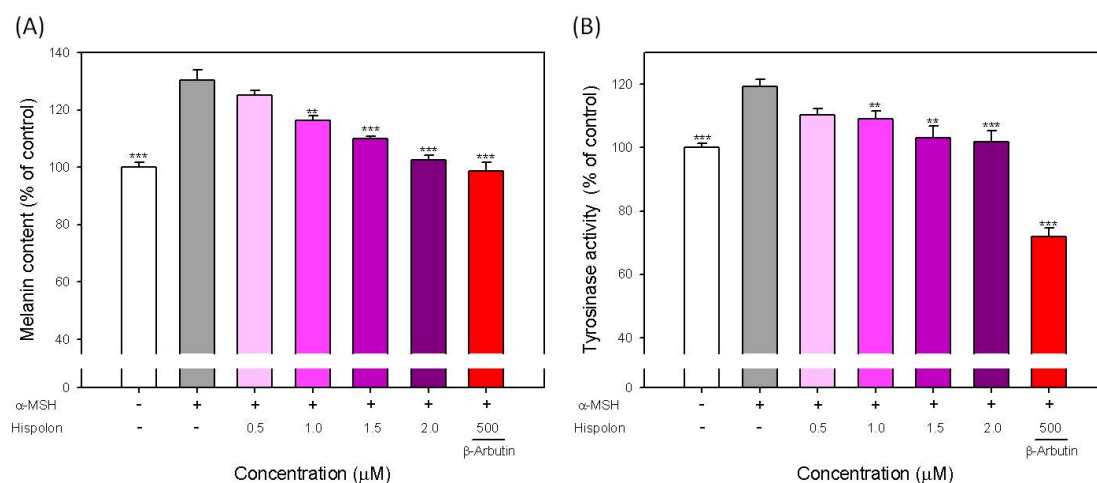 (A)
Melanin content (% of control)
140
120
100
80
60
40
0
*** ** *** *** ***
α-MSH - + + + + + +
Hispolon - - 0.5 1.0 1.5 2.0 500
β-Arbutin
Concentration (μM)
(B)
Tyrosinase activity (% of control)
120
100
80
60
40
0
*** ** ** *** ***
- + + + + + +
- - 0.5 1.0 1.5 2.0 500
β-Arbutin
Concentration (μM)